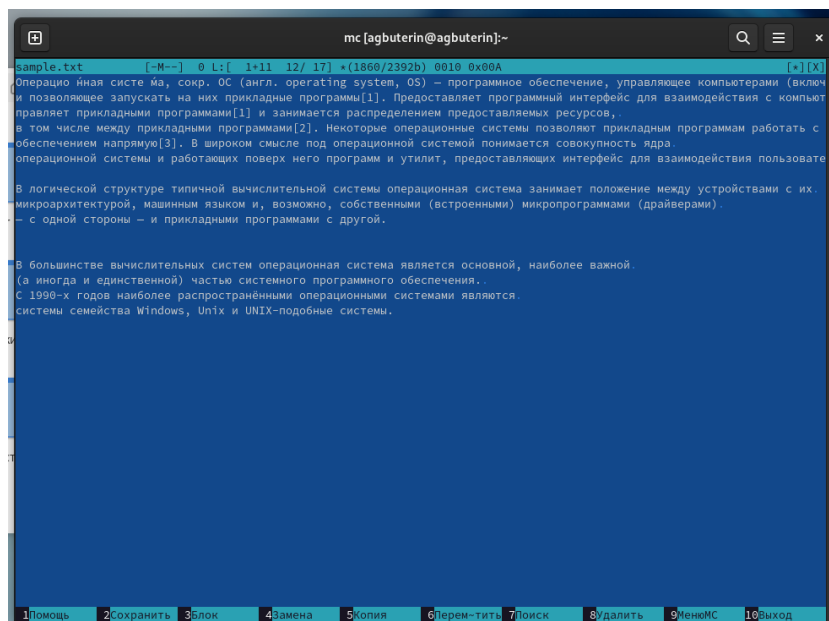 mc [agbuterin@agbuterin]:~
sample.txt [-M--] 0 L:[ 1+11 12/ 17] *(1860/2392b) 0010 0x00A [*][X]
Операцио́нная систе́ма, сокр. ОС (англ. operating system, OS) — программное обеспечение, управляющее компьютерами (включ
и позволяющее запускать на них прикладные программы[1]. Предоставляет программный интерфейс для взаимодействия с компьют
правляет прикладными программами[1] и занимается распределением предоставляемых ресурсов,.
в том числе между прикладными программами[2]. Некоторые операционные системы позволяют прикладным программам работать с
обеспечением напрямую[3]. В широком смысле под операционной системой понимается совокупность ядра.
операционной системы и работающих поверх него программ и утилит, предоставляющих интерфейс для взаимодействия пользовате
В логической структуре типичной вычислительной системы операционная система занимает положение между устройствами с их.
микроархитектурой, машинным языком и, возможно, собственными (встроенными) микропрограммами (драйверами).
— с одной стороны — и прикладными программами с другой.
В большинстве вычислительных систем операционная система является основной, наиболее важной.
(а иногда и единственной) частью системного программного обеспечения..
С 1990-х годов наиболее распространёнными операционными системами являются.
системы семейства Windows, Unix и UNIX-подобные системы.
1Помощь 2Сохранить 3Блок 4Замена 5Копия 6Перем~тить 7Поиск 8Удалить 9МенюМС 10Выход